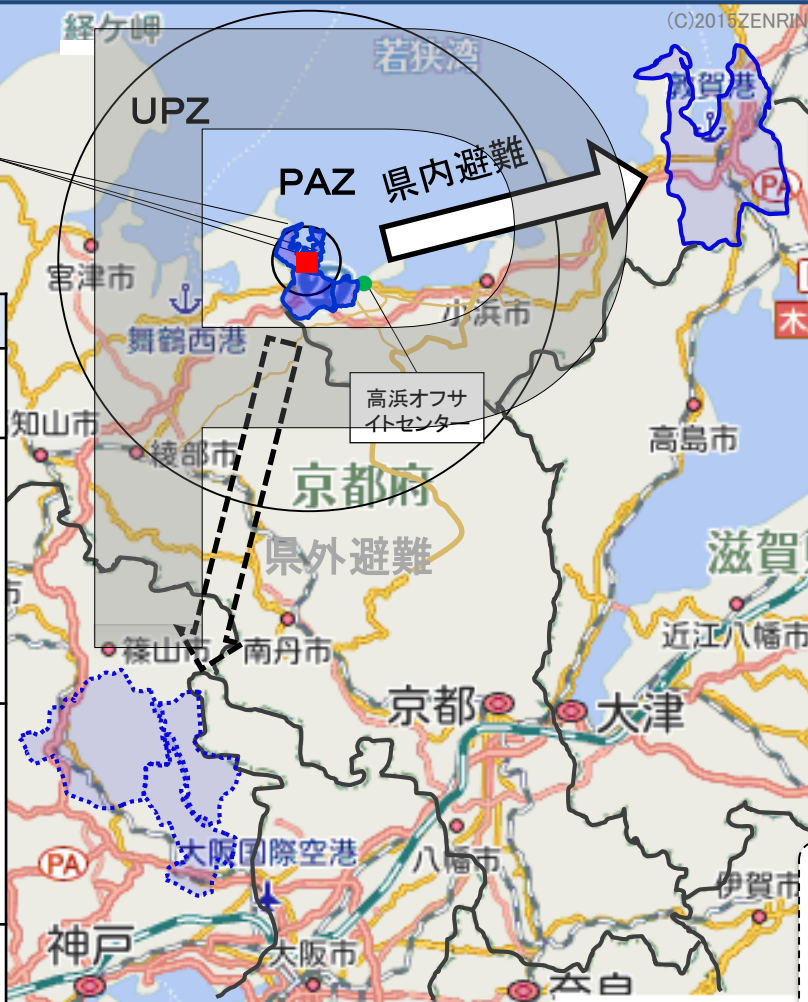 (C)2015ZENRIN
経ケ岬
若狭湾
敦賀港
UPZ
PAZ
県内避難
PA
宮津市
小浜市
舞鶴西港
木
高浜オフサ
イトセンター
知山市
綾部市
高島市
京都府
県外避難
滋賀
市
篠山市
南丹市
近江八幡市
京都
大津
PA
大阪国際空港
八幡市
伊賀市
神戸
大阪市